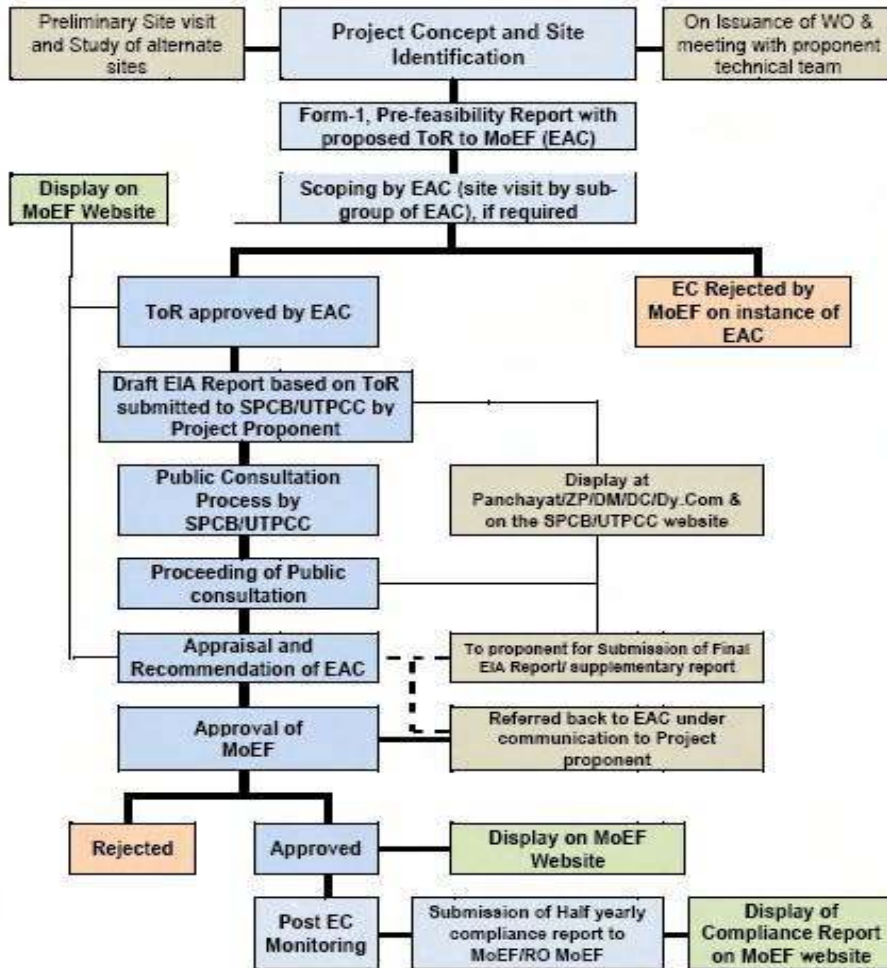 Preliminary Site visit
and Study of alternate
sites
Project Concept and Site
Identification
On Issuance of WO &
meeting with proponent
technical team
Form-1, Pre-feasibility Report with
proposed ToR to MoEF (EAC)
Display on
MoEF Website
Scoping by EAC (site visit by sub-
group of EAC), if required
ToR approved by EAC
EC Rejected by
MoEF on instance of
EAC
Draft EIA Report based on ToR
submitted to SPCB/UTPCC by
Project Proponent
Public Consultation
Process by
SPCB/UTPCC
Display at
Panchayat/ZP/DM/DC/Dy.Com &
on the SPCB/UTPCC website
Proceeding of Public
consultation
Appraisal and
Recommendation of EAC
To proponent for Submission of Final
EIA Report/ supplementary report
Approval of
MoEF
Referred back to EAC under
communication to Project
proponent
Rejected
Approved
Display on MoEF
Website
Post EC
Monitoring
Submission of Half yearly
compliance report to
MoEF/RO MoEF
Display of
Compliance Report
on MoEF website